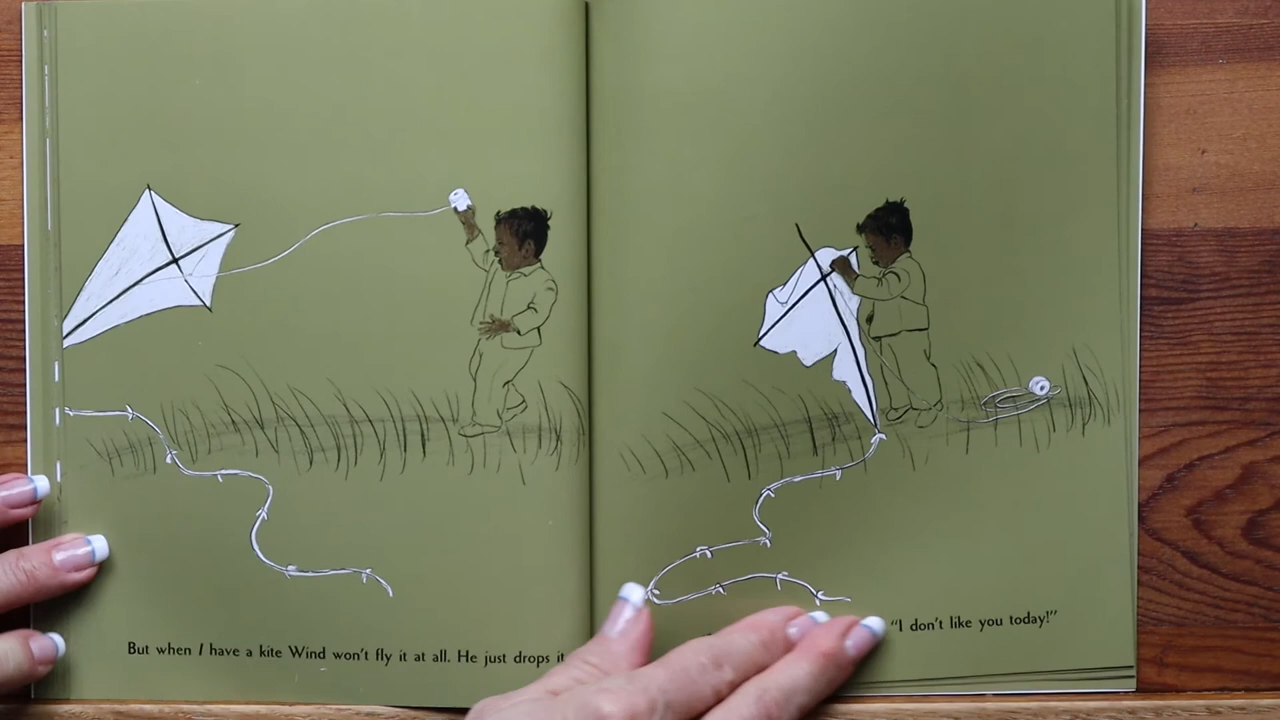 But when I have a kite Wind won't fly it at all. He just drops it
"I don't like you today!"